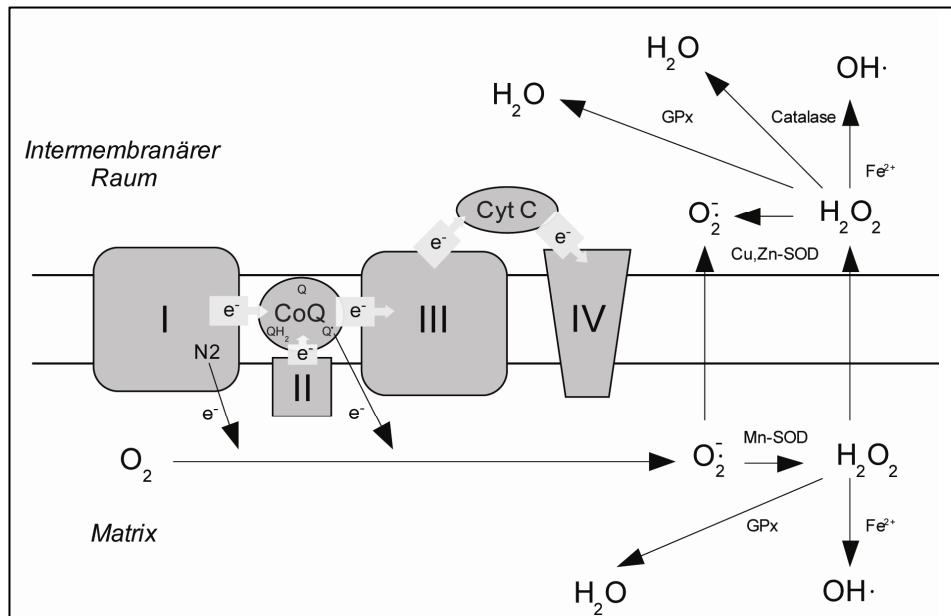 H₂O
OH·
H₂O
GPx
Catalase
Intermembranärer
Raum
Fe²⁺
Cyt C
O₂·⁻
H₂O₂
e⁻
e⁻
Cu,Zn-SOD
Q
I
e⁻
CoQ
e⁻
III
IV
QH₂
Q·
N2
e⁻
II
e⁻
e⁻
Mn-SOD
O₂
O₂·⁻
H₂O₂
Matrix
GPx
Fe²⁺
H₂O
OH·